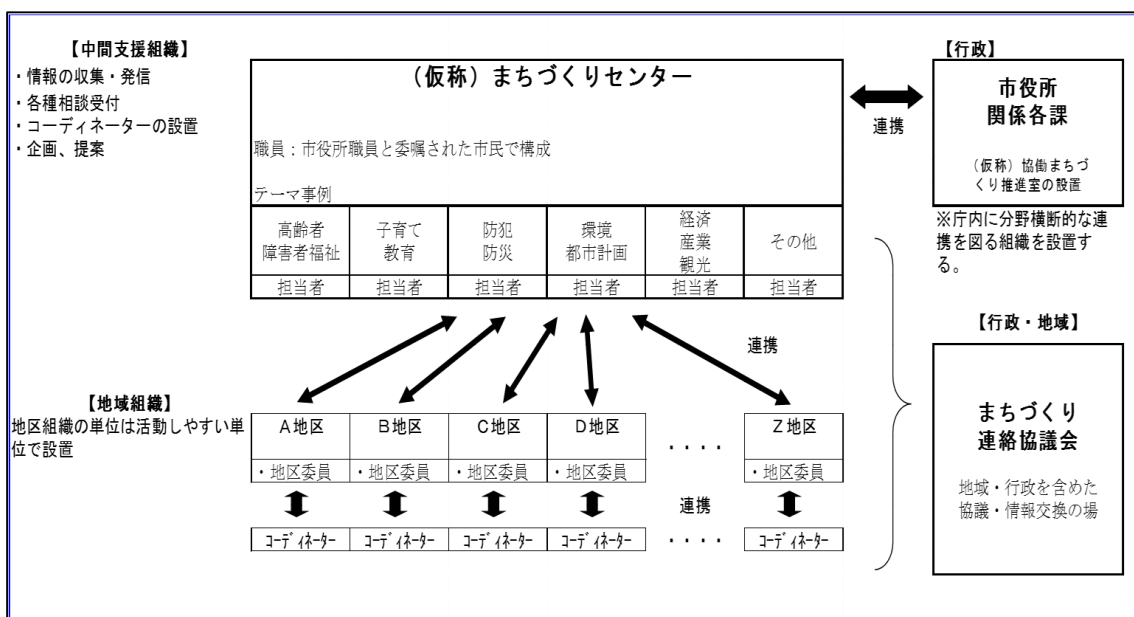 【中間支援組織】
・情報の収集・発信
・各種相談受付
・コーディネーターの設置
・企画、提案
（仮称）まちづくりセンター
職員：市役所職員と委嘱された市民で構成
テーマ事例
高齢者
障害者福祉
子育て
教育
防犯
防災
環境
都市計画
経済
産業
観光
その他
担当者
担当者
担当者
担当者
担当者
担当者
連携
【行政】
市役所
関係各課
（仮称）協働まちづ
くり推進室の設置
※庁内に分野横断的な連
携を図る組織を設置す
る。
連携
【地域組織】
地区組織の単位は活動しやすい単
位で設置
A地区
B地区
C地区
D地区
・・・・
Z地区
・地区委員
・地区委員
・地区委員
・地区委員
・地区委員
連携
ｺｰﾃﾞｨﾈｰﾀｰ
ｺｰﾃﾞｨﾈｰﾀｰ
ｺｰﾃﾞｨﾈｰﾀｰ
ｺｰﾃﾞｨﾈｰﾀｰ
・・・・
ｺｰﾃﾞｨﾈｰﾀｰ
【行政・地域】
まちづくり
連絡協議会
地域・行政を含めた
協議・情報交換の場